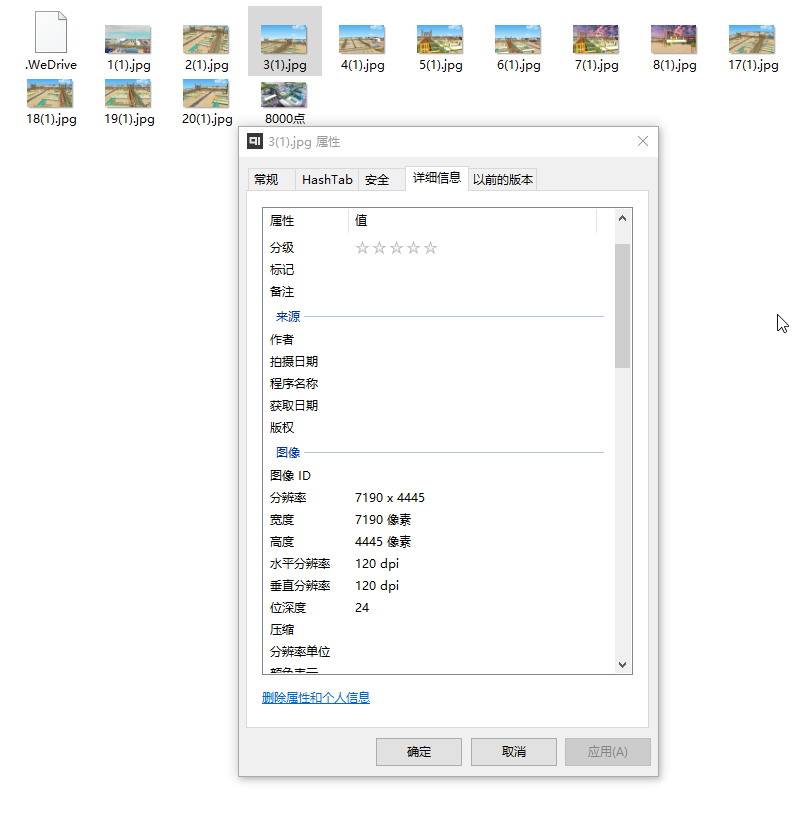 .WeDrive 1(1).jpg 2(1).jpg 3(1).jpg 4(1).jpg 5(1).jpg 6(1).jpg 7(1).jpg 8(1).jpg 17(1).jpg
18(1).jpg 19(1).jpg 20(1).jpg 8000点
3(1).jpg 属性
常规 HashTab 安全 详细信息 以前的版本
属性 值
分级
标记
备注
来源
作者
拍摄日期
程序名称
获取日期
版权
图像
图像 ID
分辨率 7190 x 4445
宽度 7190 像素
高度 4445 像素
水平分辨率 120 dpi
垂直分辨率 120 dpi
位深度 24
压缩
分辨率单位
删除属性和个人信息
确定 取消 应用(A)